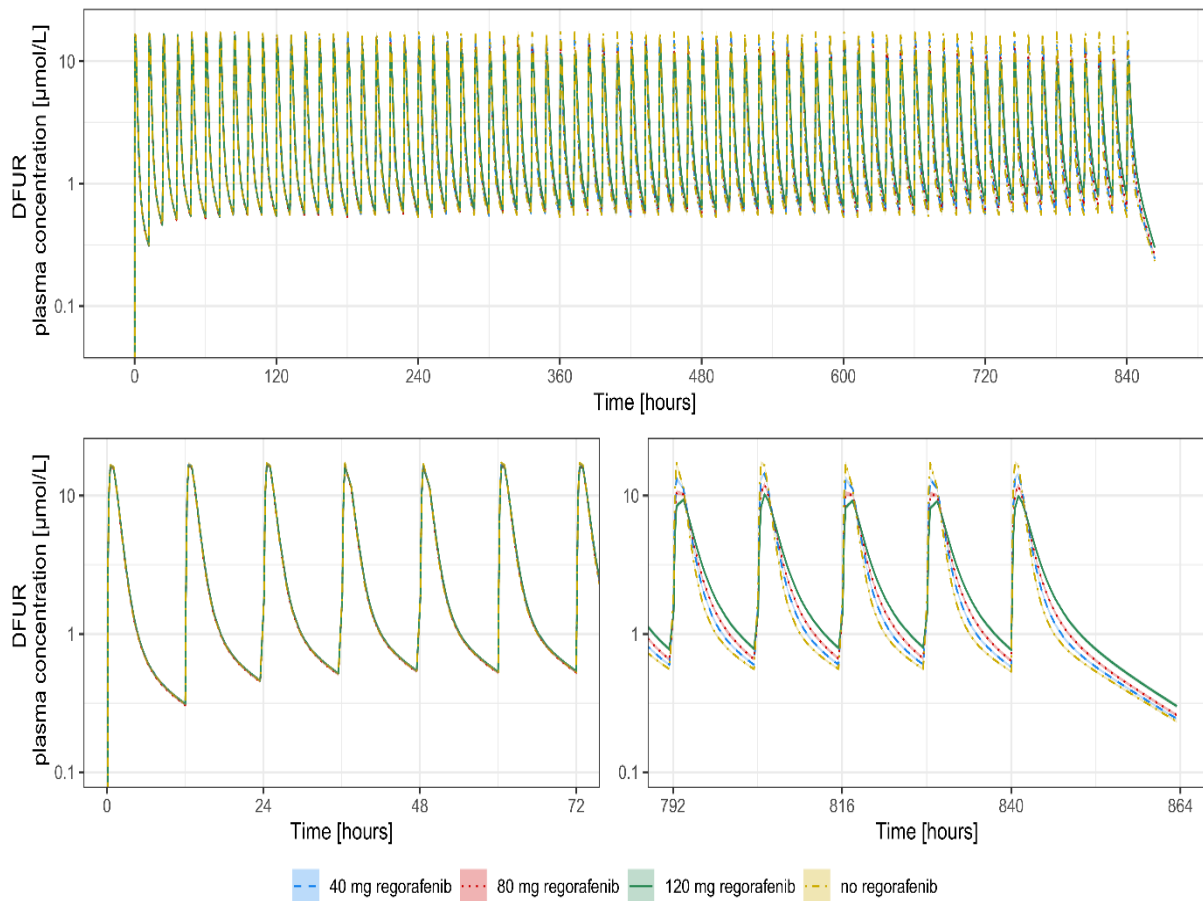 DFUR
plasma concentration [µmol/L]
10
1
0.1
0 120 240 360 480 600 720 840
Time [hours]
DFUR
plasma concentration [µmol/L]
10
1
0.1
0 24 48 72
Time [hours]
10
1
0.1
792 816 840 864
Time [hours]
40 mg regorafenib 80 mg regorafenib 120 mg regorafenib no regorafenib